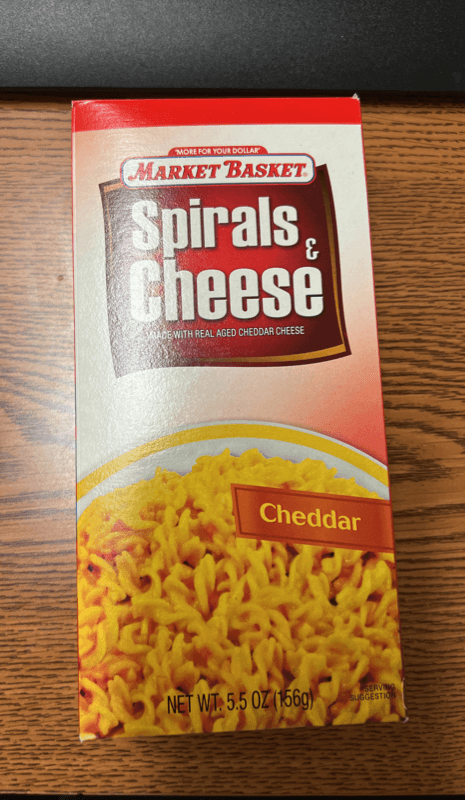 "MORE FOR YOUR DOLLAR"
MARKET BASKET®
Spirals &
Cheese
MADE WITH REAL AGED CHEDDAR CHEESE
Cheddar
SERVING
SUGGESTION
NET WT. 5.5 OZ (156g)